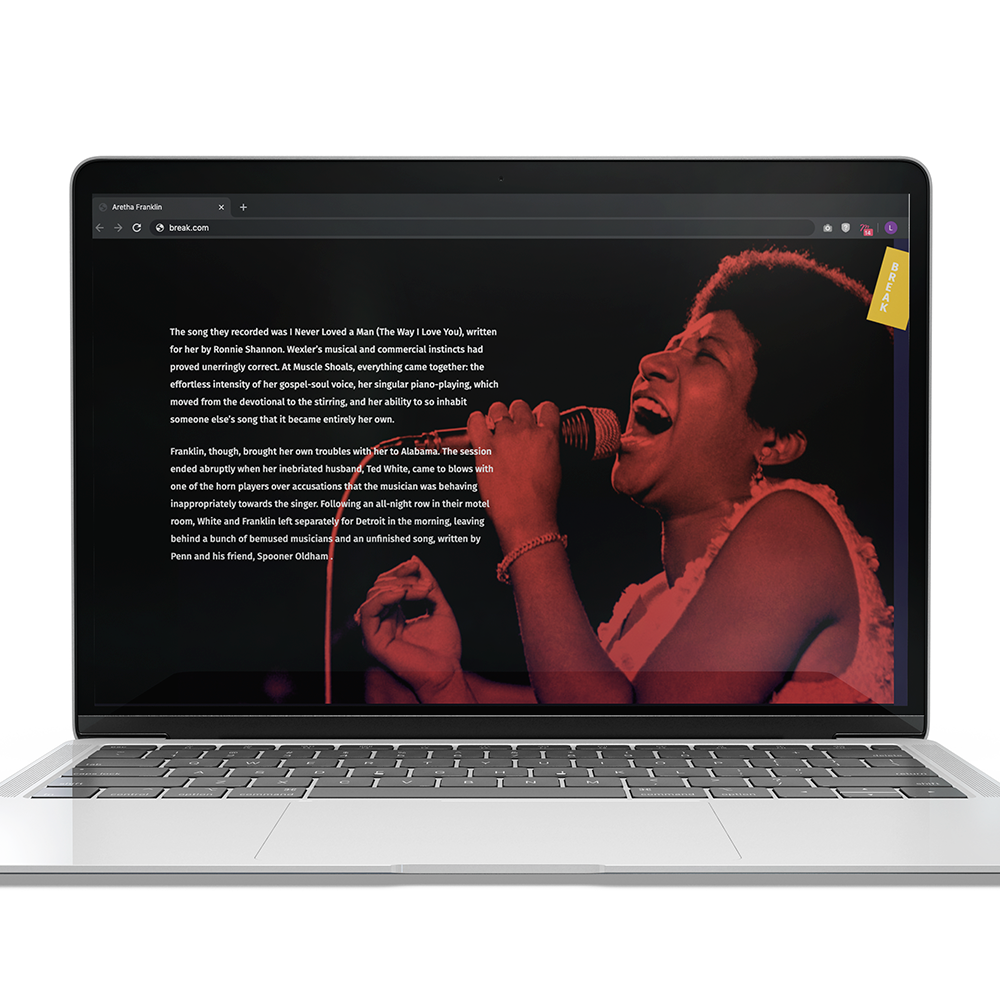 Aretha Franklin
break.com
L
BREAK
The song they recorded was I Never Loved a Man (The Way I Love You), written
for her by Ronnie Shannon. Wexler's musical and commercial instincts had
proved unerringly correct. At Muscle Shoals, everything came together: the
effortless intensity of her gospel-soul voice, her singular piano-playing, which
moved from the devotional to the stirring, and her ability to so inhabit
someone else's song that it became entirely her own.
Franklin, though, brought her own troubles with her to Alabama. The session
ended abruptly when her inebriated husband, Ted White, came to blows with
one of the horn players over accusations that the musician was behaving
inappropriately towards the singer. Following an all-night row in their motel
room, White and Franklin left separately for Detroit in the morning, leaving
behind a bunch of bemused musicians and an unfinished song, written by
Penn and his friend, Spooner Oldham .